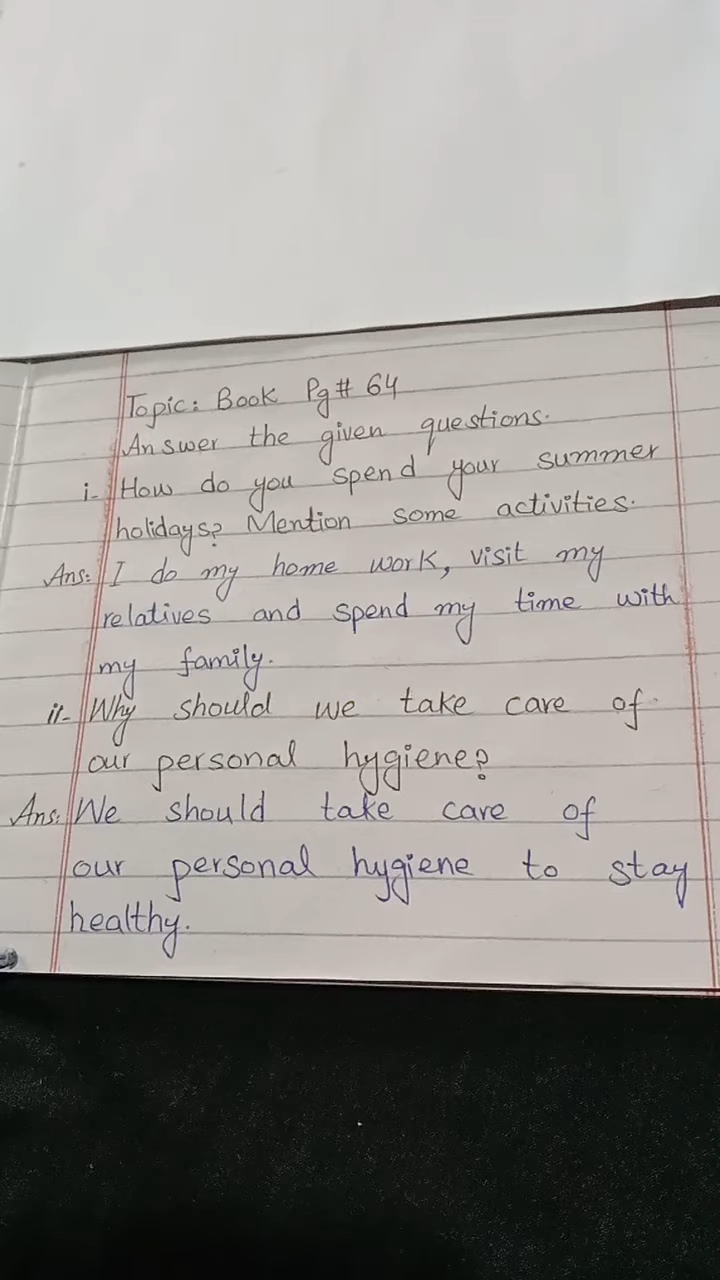 Topic: Book Pg# 64
Answer the given questions.
i- How do you spend your summer
holidays? Mention some activities.
Ans: I do my home work, visit my
relatives and spend my time with
my family.
ii- Why should we take care of
our personal hygiene?
Ans: We should take care of
our personal hygiene to stay
healthy.